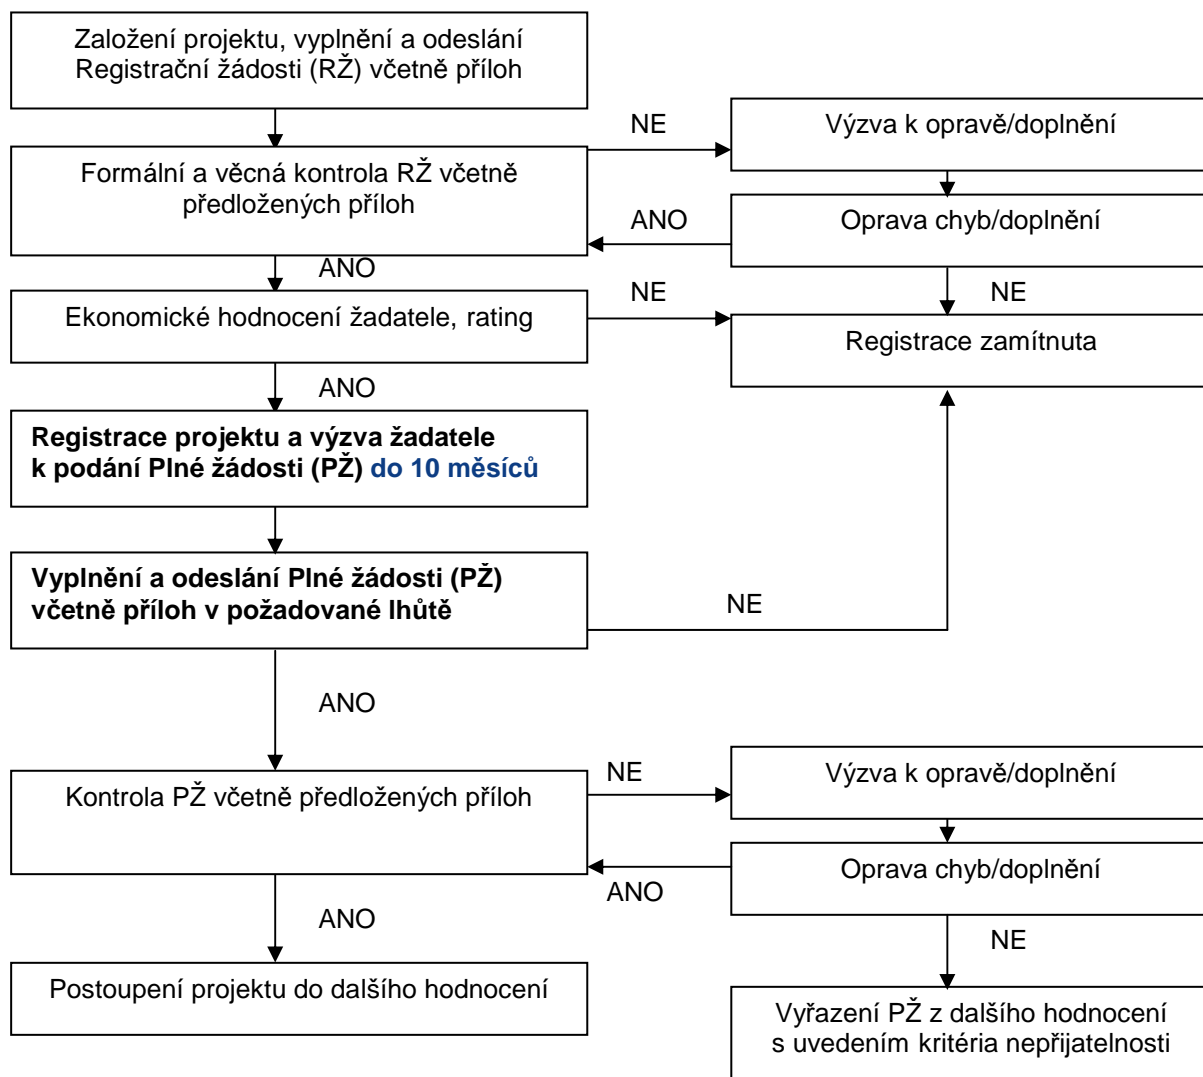 Založení projektu, vyplnění a odeslání
Registrační žádosti (RŽ) včetně příloh
NE
Výzva k opravě/doplnění
Formální a věcná kontrola RŽ včetně
předložených příloh
ANO
Oprava chyb/doplnění
ANO
NE
NE
Ekonomické hodnocení žadatele, rating
Registrace zamítnuta
ANO
Registrace projektu a výzva žadatele
k podání Plné žádosti (PŽ) do 10 měsíců
Vyplnění a odeslání Plné žádosti (PŽ)
včetně příloh v požadované lhůtě
NE
ANO
NE
Výzva k opravě/doplnění
Kontrola PŽ včetně předložených příloh
Oprava chyb/doplnění
ANO
ANO
NE
Postoupení projektu do dalšího hodnocení
Vyřazení PŽ z dalšího hodnocení
s uvedením kritéria nepřijatelnosti